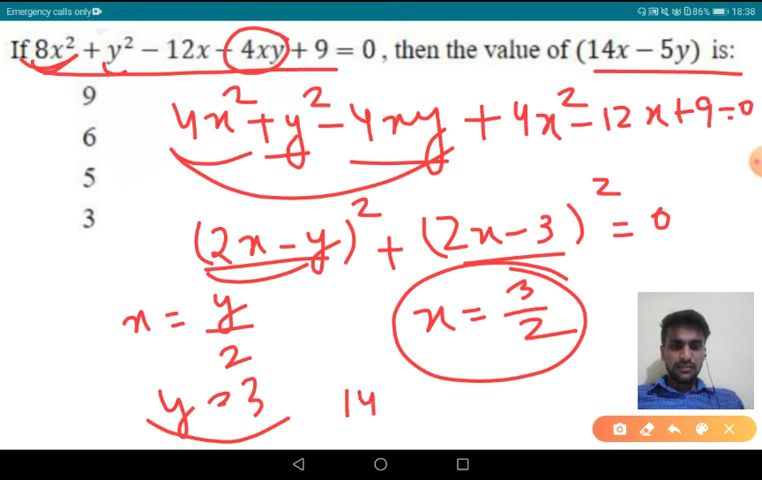 Emergency calls only 86% 18:38
If 8x² + y² − 12x − 4xy + 9 = 0, then the value of (14x − 5y) is:
9
6
5
3
4x² + y² − 4xy + 4x² − 12x + 9 = 0
(2x − y)² + (2x − 3)² = 0
x = y/2
x = 3/2
y = 3
14